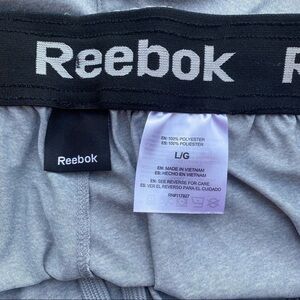 Reebok
R
Reebok
EN: 100% POLYESTER
ES: 100% POLIÉSTER
L/G
EN: MADE IN VIETNAM
ES: HECHO EN VIETNAM
EN: SEE REVERSE FOR CARE
ES: VER EL REVERSO PARA EL CUIDADO